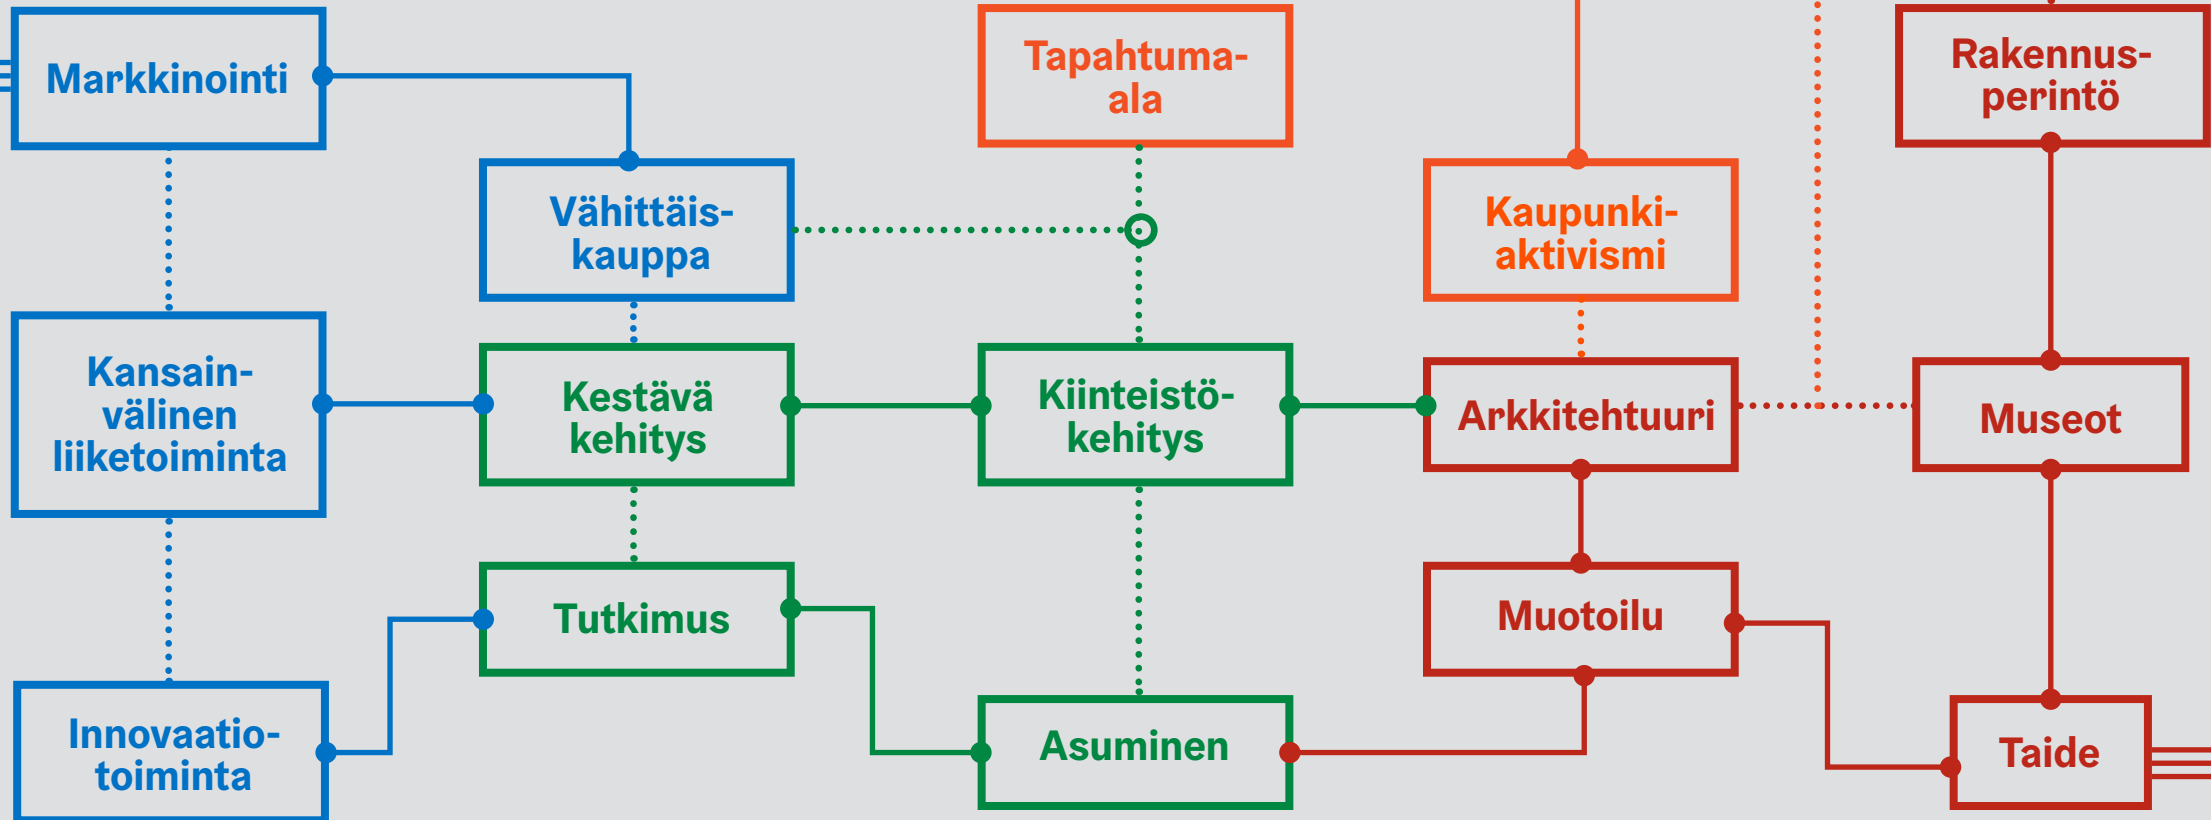 Markkinointi
Tapahtuma-
ala
Rakennus-
perintö
Vähittäis-
kauppa
Kaupunki-
aktivismi
Kansain-
välinen
liiketoiminta
Kestävä
kehitys
Kiinteistö-
kehitys
Arkkitehtuuri
Museot
Tutkimus
Muotoilu
Innovaatio-
toiminta
Asuminen
Taide